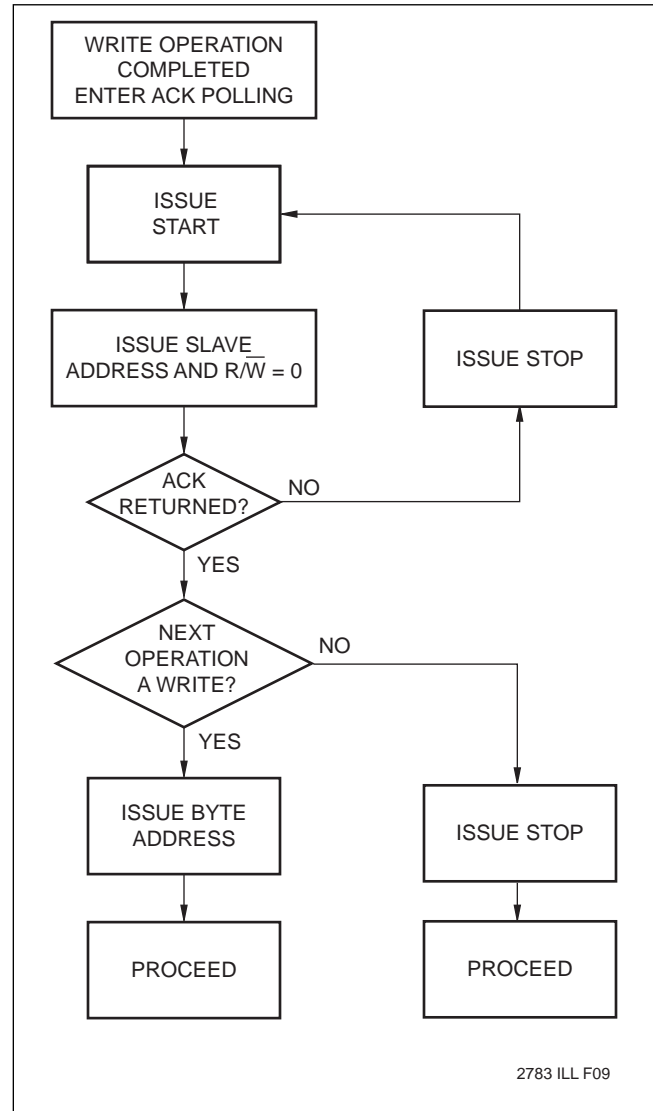 WRITE OPERATION
COMPLETED
ENTER ACK POLLING
ISSUE
START
ISSUE SLAVE
ADDRESS AND R/W̅ = 0
ISSUE STOP
ACK
RETURNED?
NO
YES
NEXT
OPERATION
A WRITE?
NO
YES
ISSUE BYTE
ADDRESS
ISSUE STOP
PROCEED
PROCEED
2783 ILL F09